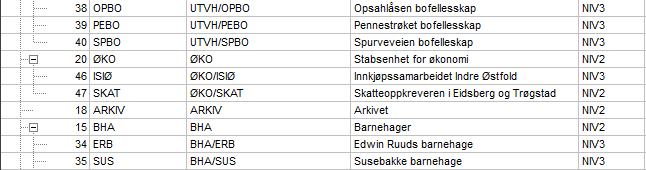 38 OPBO UTVH/OPBO Opsahlåsen bofellesskap NIV3
39 PEBO UTVH/PEBO Pennestrøket bofellesskap NIV3
40 SPBO UTVH/SPBO Spurveveien bofellesskap NIV3
20 ØKO ØKO Stabsenhet for økonomi NIV2
46 ISIØ ØKO/ISIØ Innkjøpssamarbeidet Indre Østfold NIV3
47 SKAT ØKO/SKAT Skatteoppkreveren i Eidsberg og Trøgstad NIV2
18 ARKIV ARKIV Arkivet NIV2
15 BHA BHA Barnehager NIV2
34 ERB BHA/ERB Edwin Ruuds barnehage NIV3
35 SUS BHA/SUS Susebakke barnehage NIV3